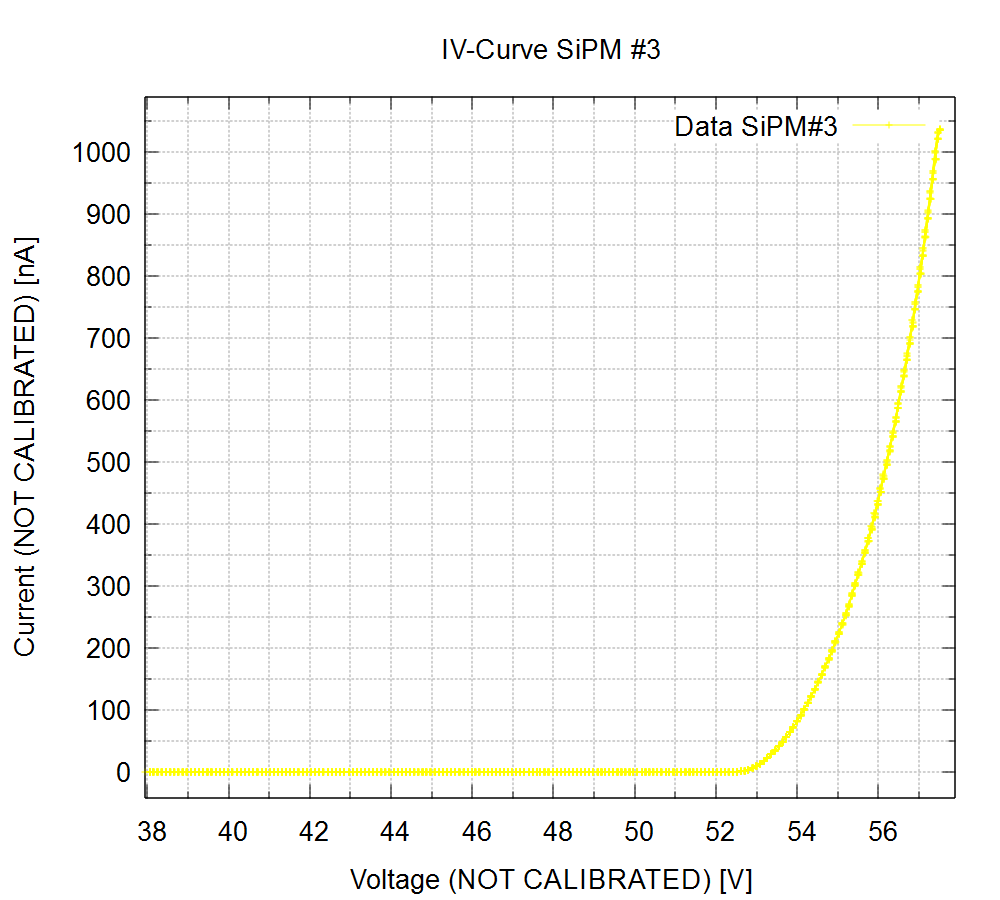 IV-Curve SiPM #3
Data SiPM#3
1000
900
800
700
600
500
400
300
200
100
0
Current (NOT CALIBRATED) [nA]
38 40 42 44 46 48 50 52 54 56
Voltage (NOT CALIBRATED) [V]